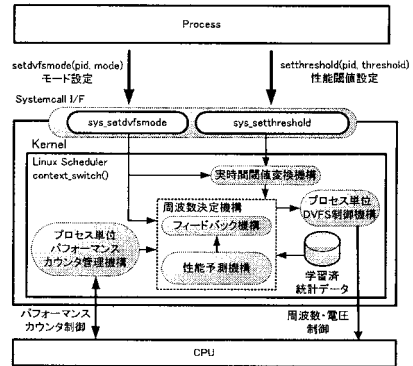 Process
setdvfsmode(pid, mode)
モード設定
setthreshold(pid, threshold)
性能閾値設定
Systemcall I/F
sys_setdvfsmode
sys_setthreshold
Kernel
Linux Scheduler
context_switch()
実時間閾値変換機構
周波数決定機構
フィードバック機構
性能予測機構
プロセス単位
DVFS制御機構
プロセス単位
パフォーマンス
カウンタ管理機構
学習済
統計データ
パフォーマンス
カウンタ制御
周波数・電圧
制御
CPU